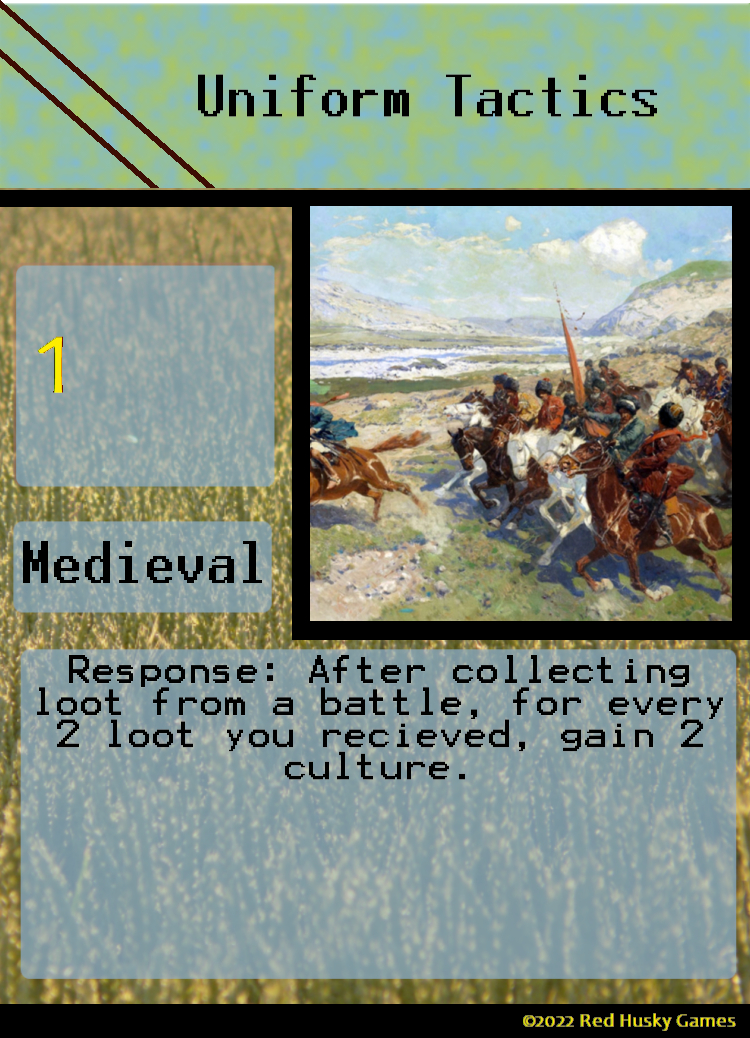 Uniform Tactics
1
Medieval
Response: After collecting
loot from a battle, for every
2 loot you recieved, gain 2
culture.
©2022 Red Husky Games